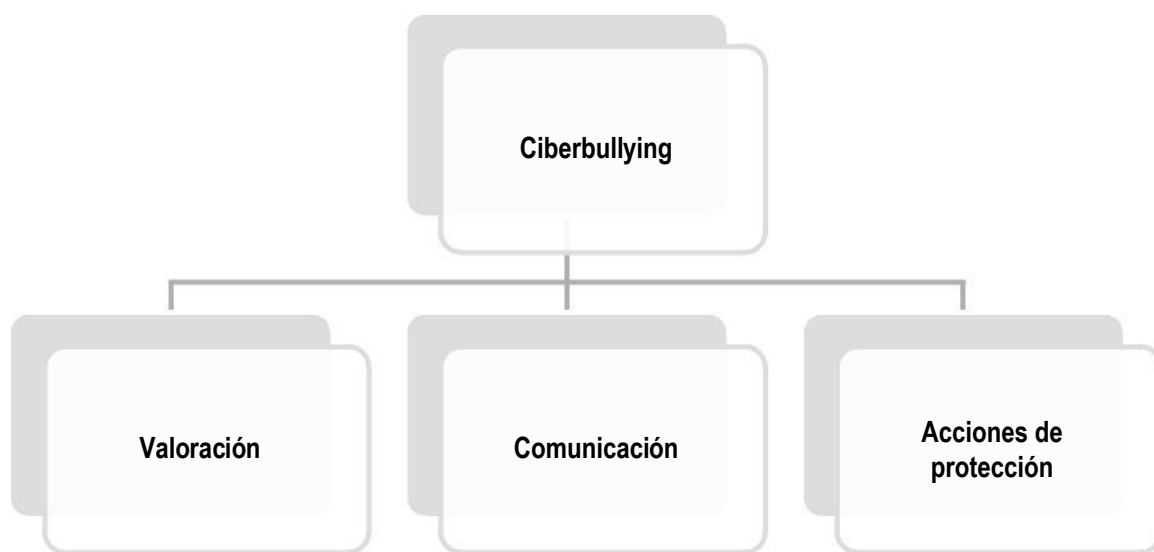 Ciberbullying
Valoración
Comunicación
Acciones de
protección